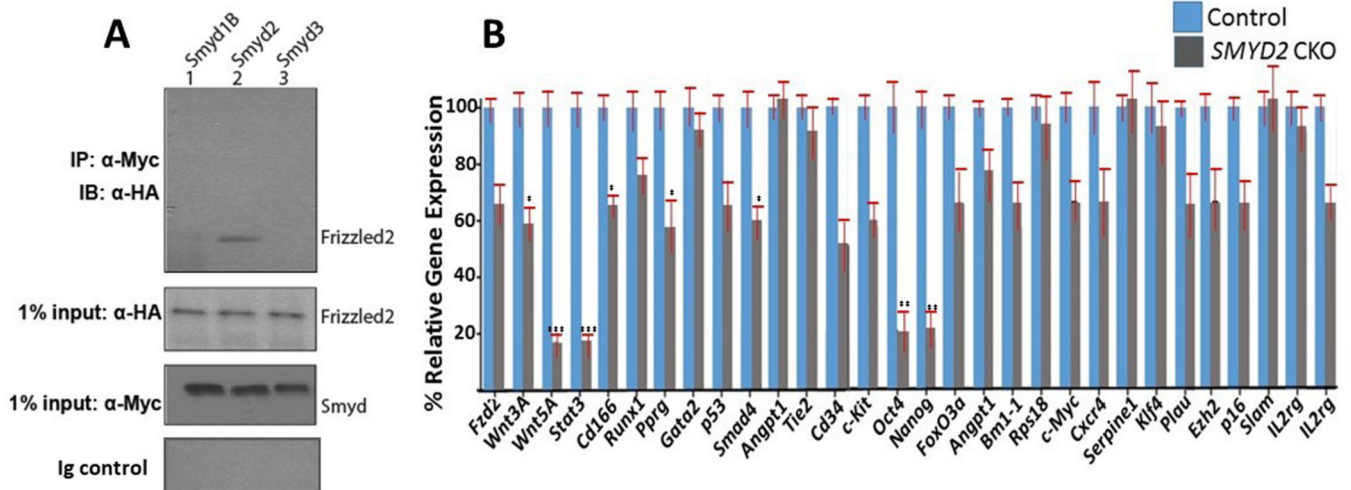 A
Smyd1B
Smyd2
Smyd3
1 2 3
IP: α-Myc
IB: α-HA
Frizzled2
1% input: α-HA
Frizzled2
1% input: α-Myc
Smyd
Ig control
B
Control
SMYD2 CKO
% Relative Gene Expression
100
80
60
40
20
Fzd2
Wnt3A
Wnt5A
Stat3
Cd166
Runx1
Pprg
Gata2
p53
Smad4
Angpt1
Tie2
Cd34
c-Kit
Oct4
Nanog
FoxO3a
Angpt1
Bm1-1
Rps18
c-Myc
Cxcr4
Serpine1
Klf4
Plau
Ezh2
p16
Slam
IL2rg
IL2rg